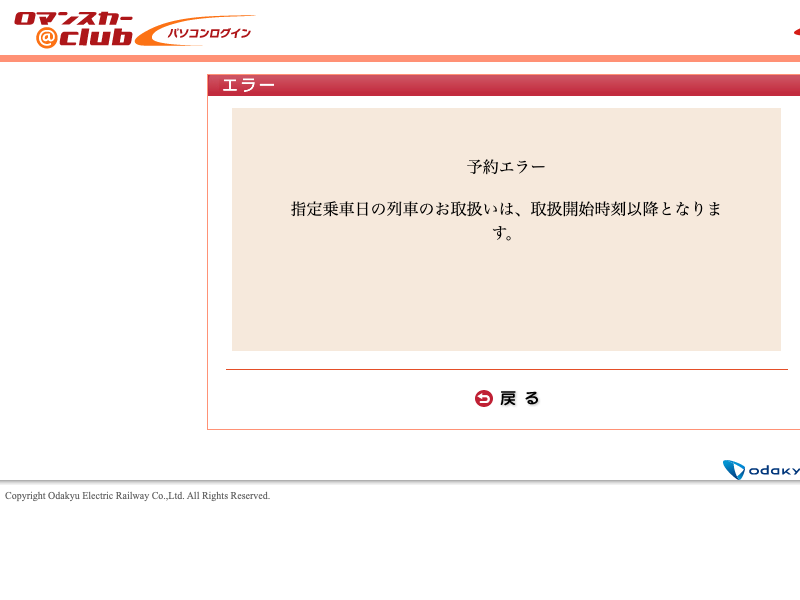 ロマンスカー
@club パソコンログイン
エラー
予約エラー
指定乗車日の列車のお取扱いは、取扱開始時刻以降となりま
す。
戻る
odaky
Copyright Odakyu Electric Railway Co.,Ltd. All Rights Reserved.